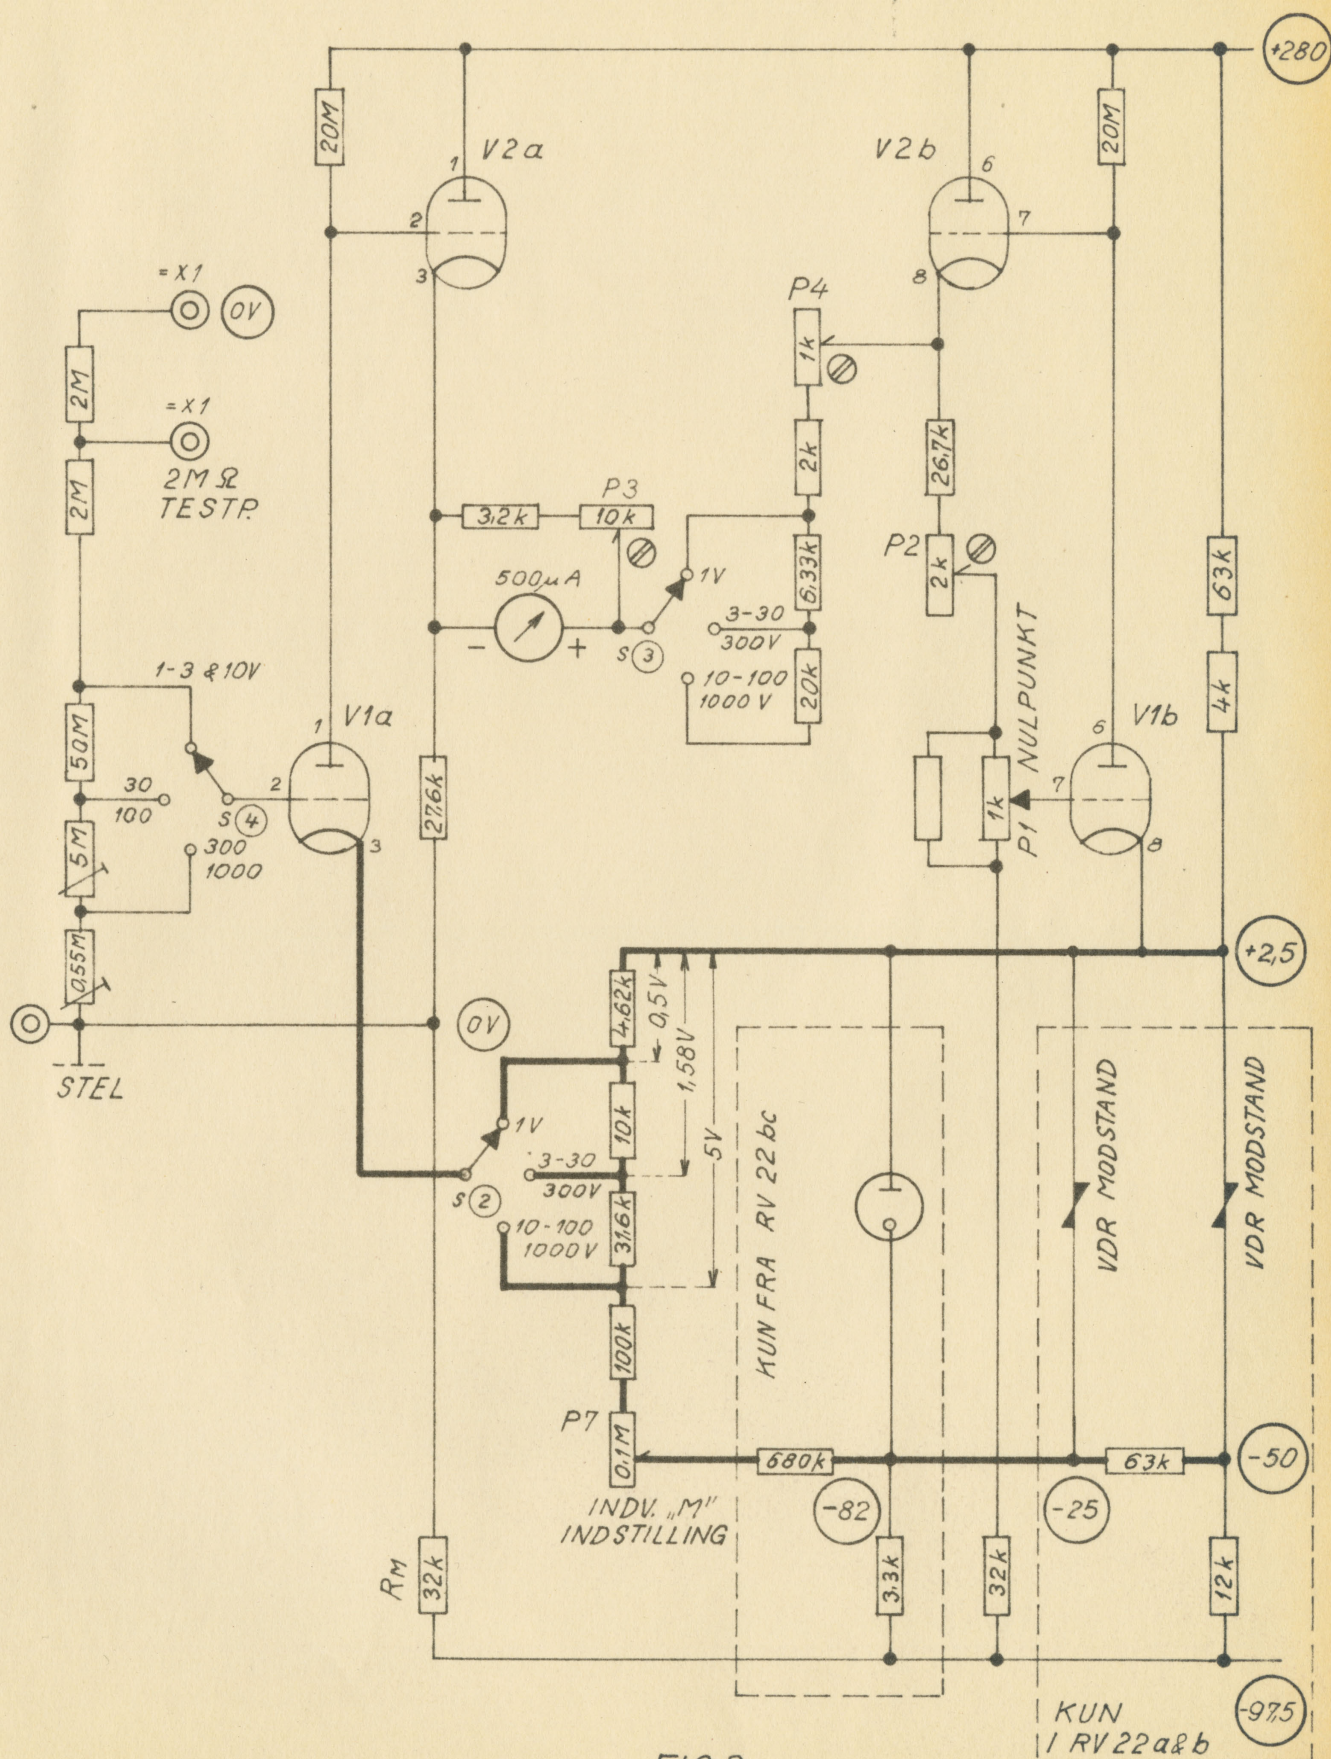 +280
20M
V2a
1
2
3
V2b
6
7
8
20M
=X1
0V
2M
=X1
2M Ω
TESTP.
2M
P4
1k
2k
26,7k
P3
3,2k
10k
P2
2k
63k
500µA
-
+
S 3
1V
3-30
300V
10-100
1000V
6,33k
20k
4k
1-3 & 10V
V1a
1
2
3
50M
30
100
S 4
300
1000
5M
0,55M
27,6k
P1 NULPUNKT
1k
V1b
6
7
8
+2,5
0V
STEL
4,62k
0,5V
1,58V
5V
10k
S 2
1V
3-30
300V
10-100
1000V
31,6k
100k
KUN FRA RV 22 bc
VDR MODSTAND
VDR MODSTAND
P7
0,1M
INDV. „M"
INDSTILLING
680k
-82
63k
-50
-25
RM
32k
3,3k
32k
12k
-97,5
KUN
I RV 22 a&b